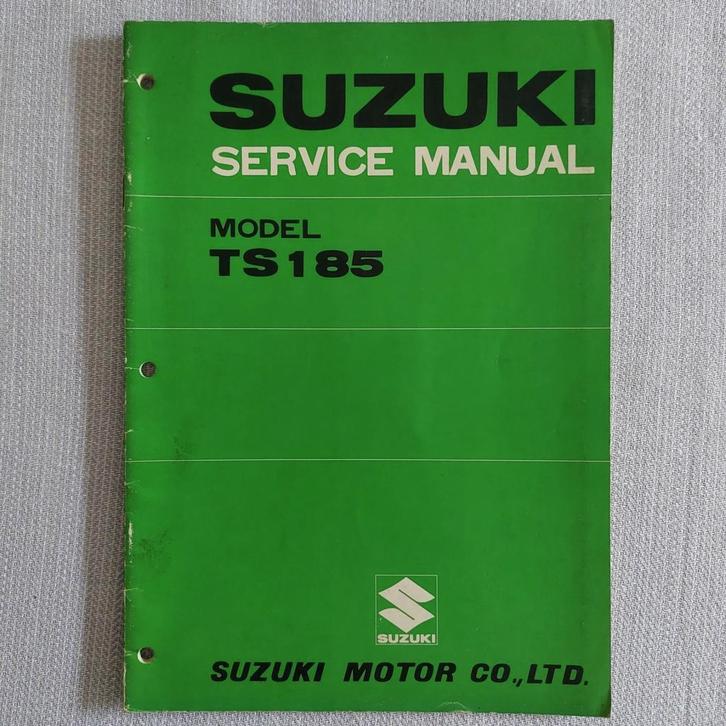 SUZUKI
SERVICE MANUAL
MODEL
TS185
SUZUKI
SUZUKI MOTOR CO.,LTD.